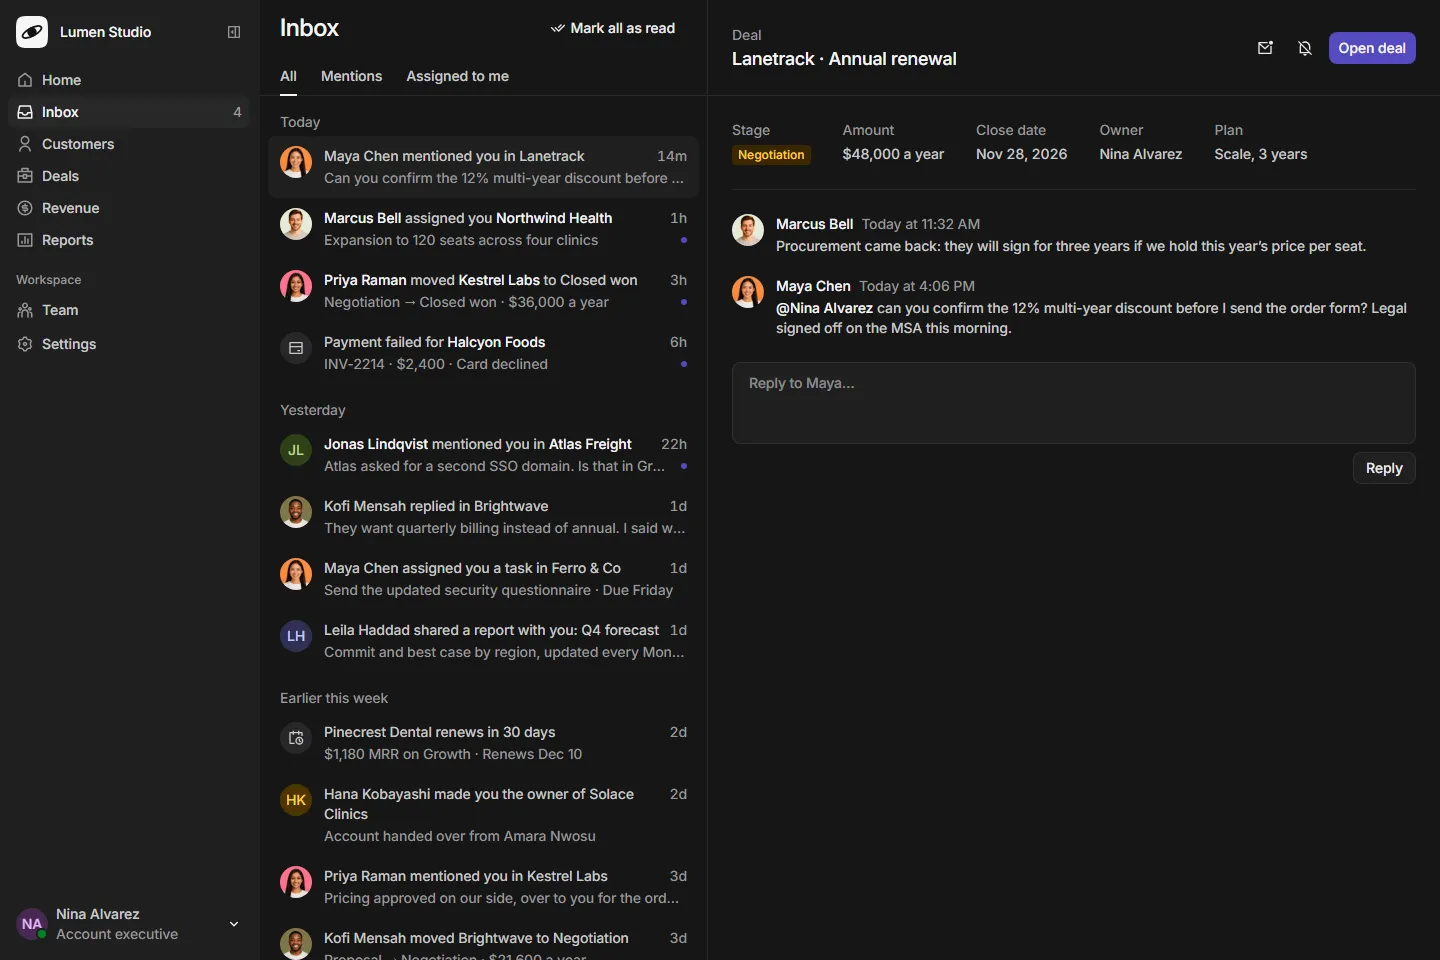 Lumen Studio
Home
Inbox
4
Customers
Deals
Revenue
Reports
Workspace
Team
Settings
NA
Nina Alvarez
Account executive
Inbox
Mark all as read
All
Mentions
Assigned to me
Today
Maya Chen mentioned you in Lanetrack
14m
Can you confirm the 12% multi-year discount before ...
Marcus Bell assigned you Northwind Health
1h
Expansion to 120 seats across four clinics
Priya Raman moved Kestrel Labs to Closed won
3h
Negotiation → Closed won · $36,000 a year
Payment failed for Halcyon Foods
6h
INV-2214 · $2,400 · Card declined
Yesterday
JL
Jonas Lindqvist mentioned you in Atlas Freight
22h
Atlas asked for a second SSO domain. Is that in Gr...
Kofi Mensah replied in Brightwave
1d
They want quarterly billing instead of annual. I said w...
Maya Chen assigned you a task in Ferro & Co
1d
Send the updated security questionnaire · Due Friday
LH
Leila Haddad shared a report with you: Q4 forecast
1d
Commit and best case by region, updated every Mon...
Earlier this week
Pinecrest Dental renews in 30 days
2d
$1,180 MRR on Growth · Renews Dec 10
HK
Hana Kobayashi made you the owner of Solace
Clinics
2d
Account handed over from Amara Nwosu
Priya Raman mentioned you in Kestrel Labs
3d
Pricing approved on our side, over to you for the ord...
Kofi Mensah moved Brightwave to Negotiation
3d
Proposal → Negotiation · $21,600 a year
Deal
Lanetrack · Annual renewal
Open deal
Stage
Negotiation
Amount
$48,000 a year
Close date
Nov 28, 2026
Owner
Nina Alvarez
Plan
Scale, 3 years
Marcus Bell Today at 11:32 AM
Procurement came back: they will sign for three years if we hold this year’s price per seat.
Maya Chen Today at 4:06 PM
@Nina Alvarez can you confirm the 12% multi-year discount before I send the order form? Legal
signed off on the MSA this morning.
Reply to Maya...
Reply